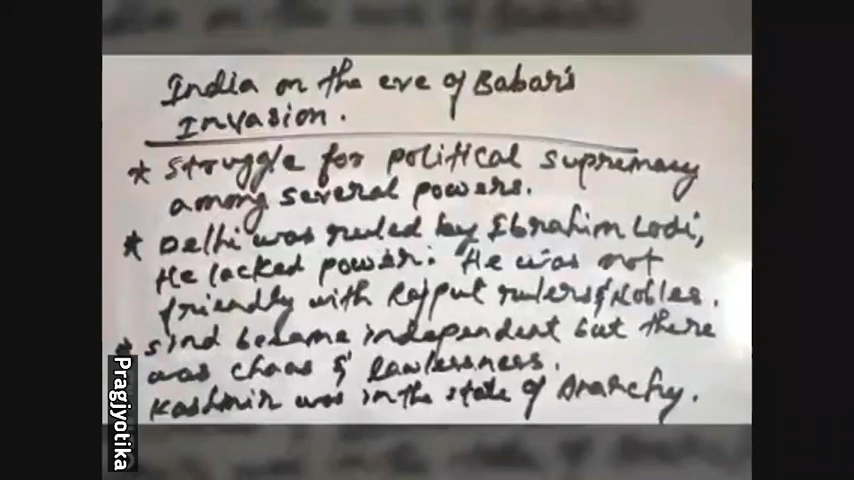 India on the eve of Babar's
Invasion.
* Struggle for political supremacy
among several powers.
* Delhi was ruled by Ibrahim Lodi,
He lacked power. He was not
friendly with Rajput rulers & Nobles.
* Sind became independent but there
was chaos & lawlessness.
Kashmir was in the state of Anarchy.
Pragjyotika